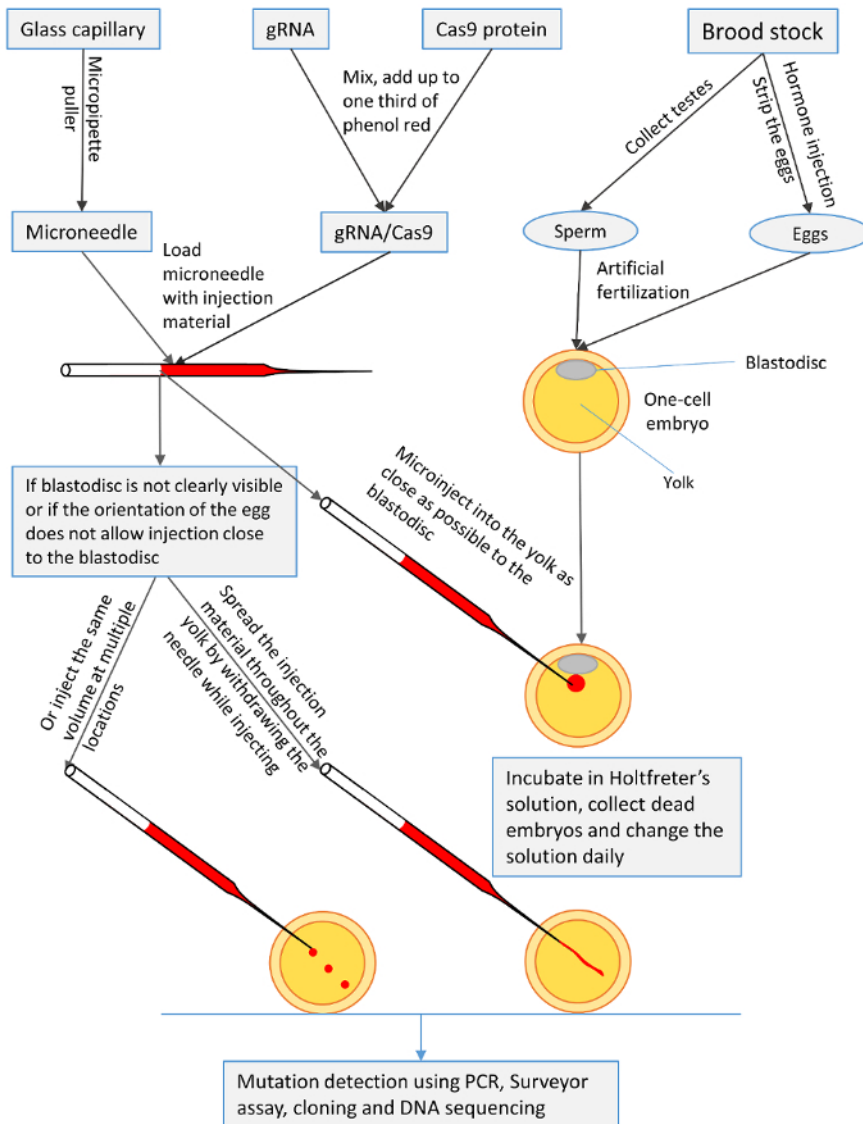 Glass capillary
gRNA
Cas9 protein
Brood stock
Micropipette
puller
Mix, add up to
one third of
phenol red
Collect testes
Hormone injection
Strip the eggs
Microneedle
gRNA/Cas9
Sperm
Eggs
Load
microneedle
with injection
material
Artificial
fertilization
Blastodisc
One-cell
embryo
Yolk
If blastodisc is not clearly visible
or if the orientation of the egg
does not allow injection close
to the blastodisc
Microinject into the yolk as
close as possible to the
blastodisc
Or inject the same
volume at multiple
locations
Spread the injection
material throughout the
yolk by withdrawing the
needle while injecting
Incubate in Holtfreter’s
solution, collect dead
embryos and change the
solution daily
Mutation detection using PCR, Surveyor
assay, cloning and DNA sequencing